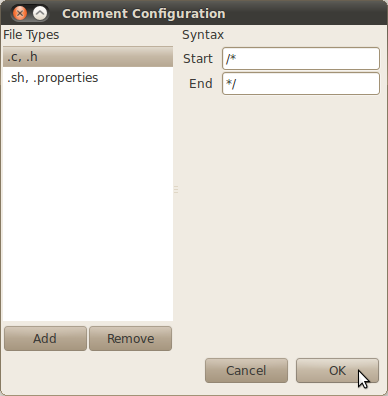 Comment Configuration
File Types
.c, .h
.sh, .properties
Add
Remove
Syntax
Start /*
End */
Cancel
OK